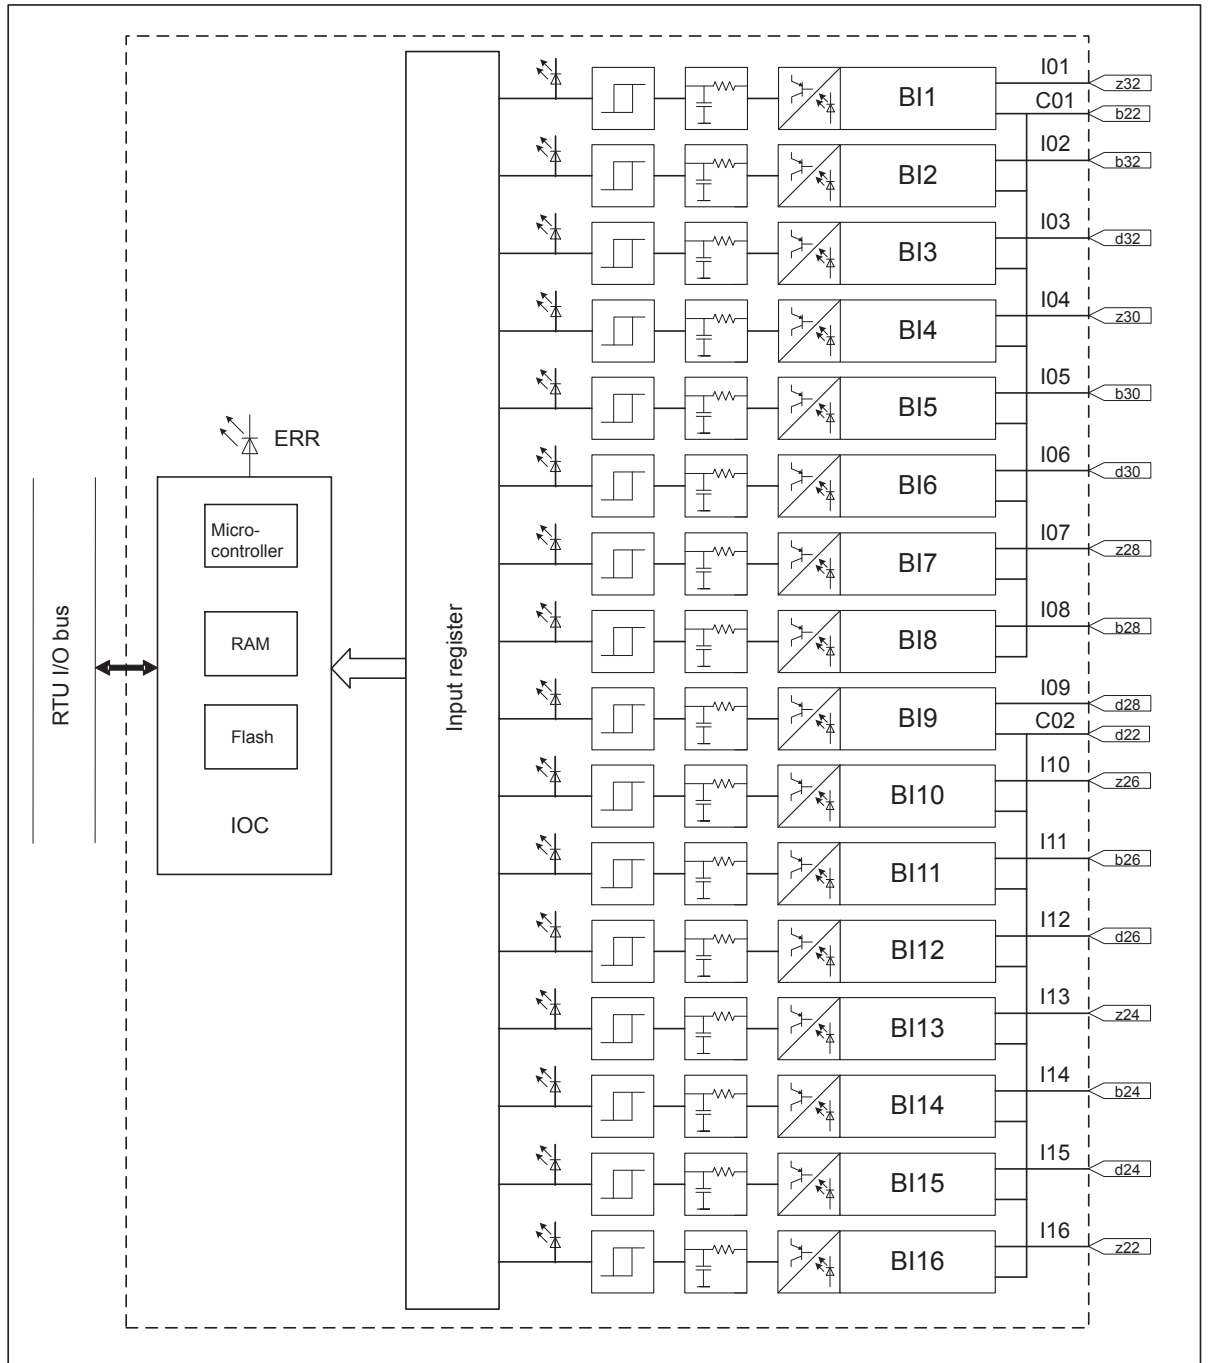 I01
BI1
z32
C01
b22
I02
BI2
b32
I03
BI3
d32
I04
BI4
z30
I05
BI5
b30
I06
BI6
d30
I07
BI7
z28
I08
BI8
b28
I09
BI9
d28
C02
d22
I10
BI10
z26
I11
BI11
b26
I12
BI12
d26
I13
BI13
z24
I14
BI14
b24
I15
BI15
d24
I16
BI16
z22
ERR
Micro-
controller
RAM
Flash
IOC
RTU I/O bus
Input register